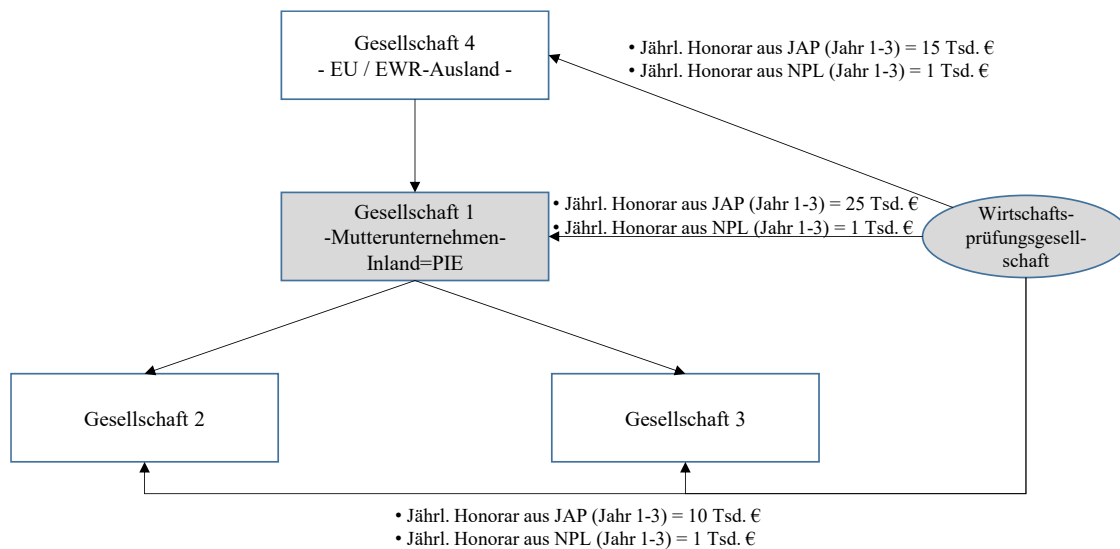 Gesellschaft 4
- EU / EWR-Ausland -
• Jährl. Honorar aus JAP (Jahr 1-3) = 15 Tsd. €
• Jährl. Honorar aus NPL (Jahr 1-3) = 1 Tsd. €
Gesellschaft 1
-Mutterunternehmen-
Inland=PIE
• Jährl. Honorar aus JAP (Jahr 1-3) = 25 Tsd. €
• Jährl. Honorar aus NPL (Jahr 1-3) = 1 Tsd. €
Wirtschafts-
prüfungsgesell-
schaft
Gesellschaft 2
Gesellschaft 3
• Jährl. Honorar aus JAP (Jahr 1-3) = 10 Tsd. €
• Jährl. Honorar aus NPL (Jahr 1-3) = 1 Tsd. €